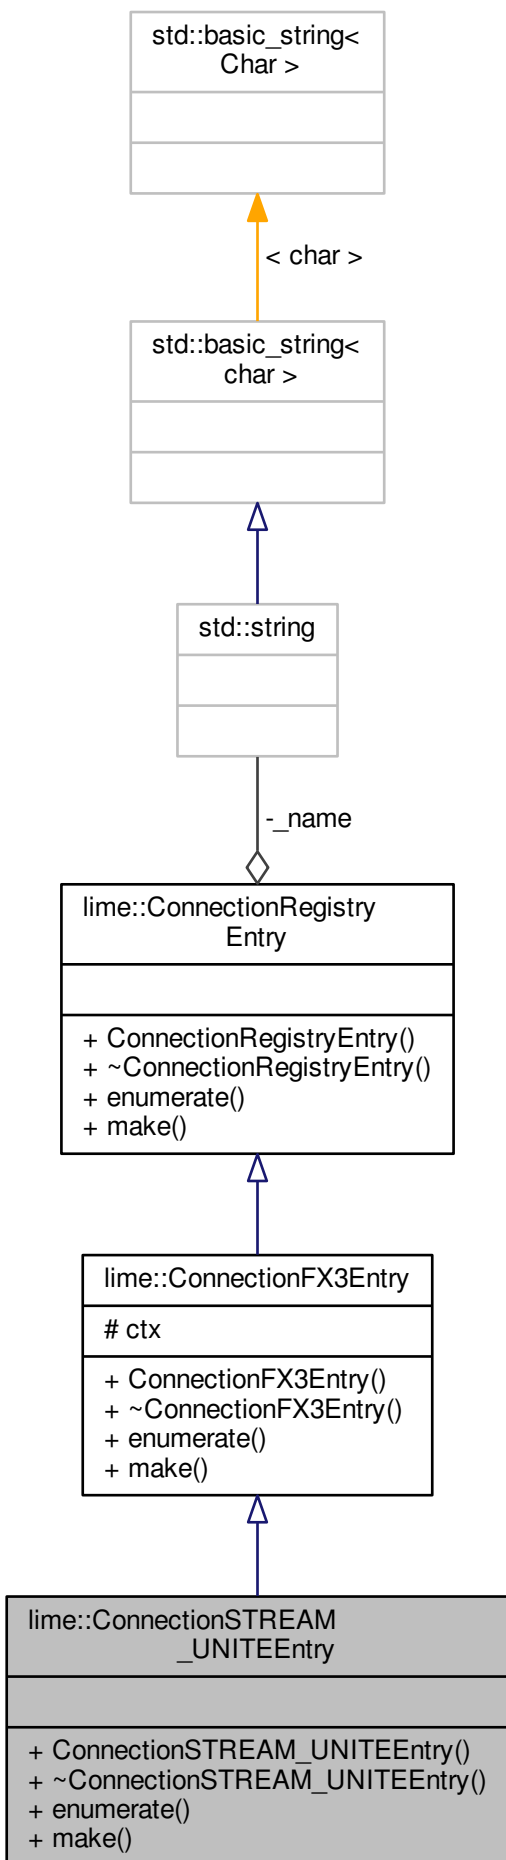 std::basic_string<
Char >
< char >
std::basic_string<
char >
std::string
-_name
lime::ConnectionRegistry
Entry
+ ConnectionRegistryEntry()
+ ~ConnectionRegistryEntry()
+ enumerate()
+ make()
lime::ConnectionFX3Entry
# ctx
+ ConnectionFX3Entry()
+ ~ConnectionFX3Entry()
+ enumerate()
+ make()
lime::ConnectionSTREAM
_UNITEEntry
+ ConnectionSTREAM_UNITEEntry()
+ ~ConnectionSTREAM_UNITEEntry()
+ enumerate()
+ make()